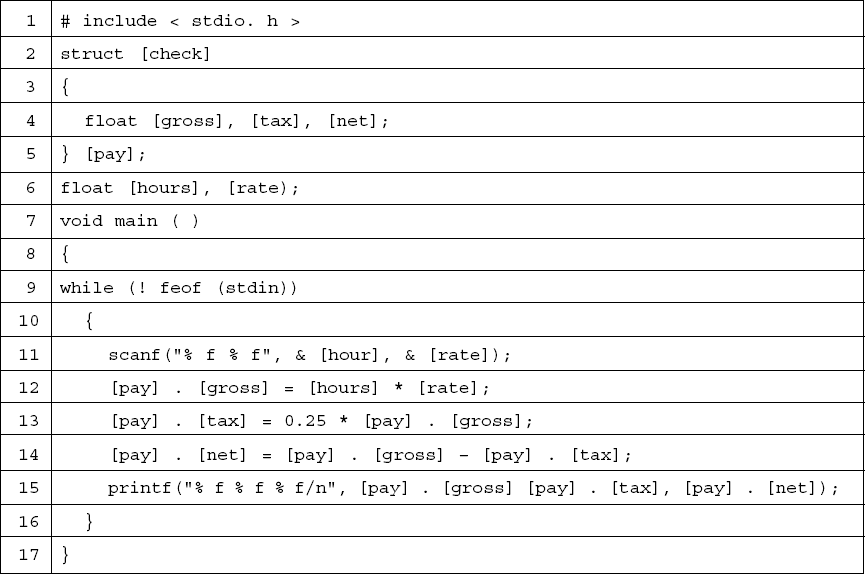 1 # include < stdio. h >
2 struct [check]
3 {
4 float [gross], [tax], [net];
5 } [pay];
6 float [hours], [rate);
7 void main ( )
8 {
9 while (! feof (stdin))
10 {
11 scanf("% f % f", & [hour], & [rate]);
12 [pay] . [gross] = [hours] * [rate];
13 [pay] . [tax] = 0.25 * [pay] . [gross];
14 [pay] . [net] = [pay] . [gross] – [pay] . [tax];
15 printf("% f % f % f/n", [pay] . [gross] [pay] . [tax], [pay] . [net]);
16 }
17 }